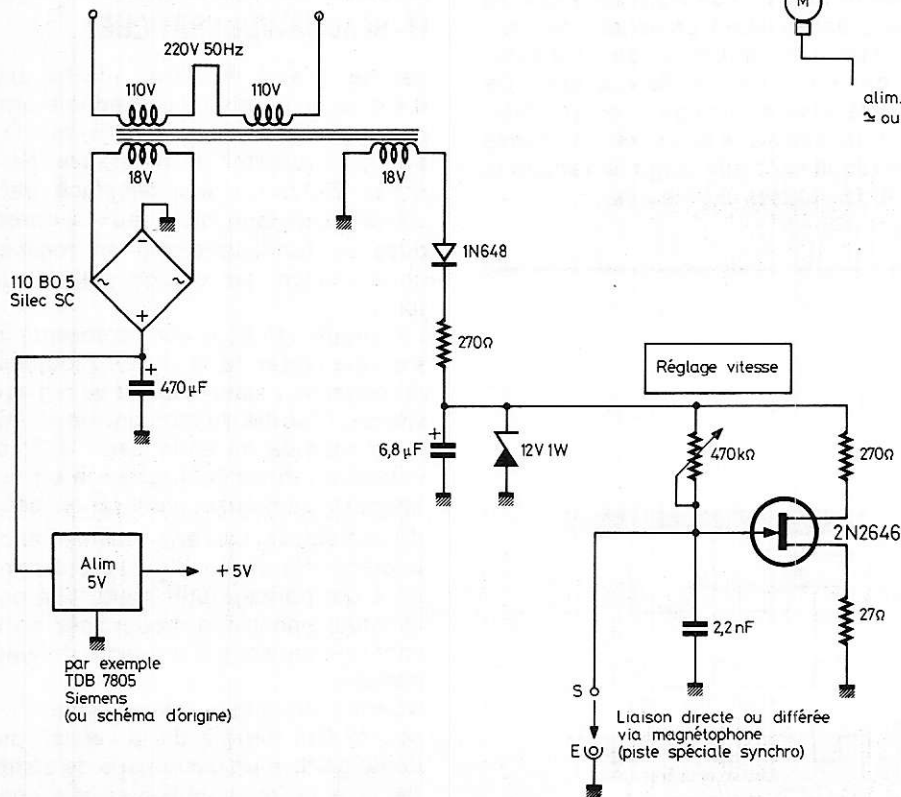 220V 50Hz
110V
110V
18V
18V
M
alim.
≃ ou
110 BO 5
Silec SC
1N648
270Ω
470µF
Réglage vitesse
6,8µF
12V 1W
470kΩ
270Ω
2N2646
2,2nF
27Ω
Alim
5V
+5V
par exemple
TDB 7805
Siemens
(ou schéma d'origine)
S
E
Liaison directe ou différée
via magnétophone
(piste spéciale synchro)